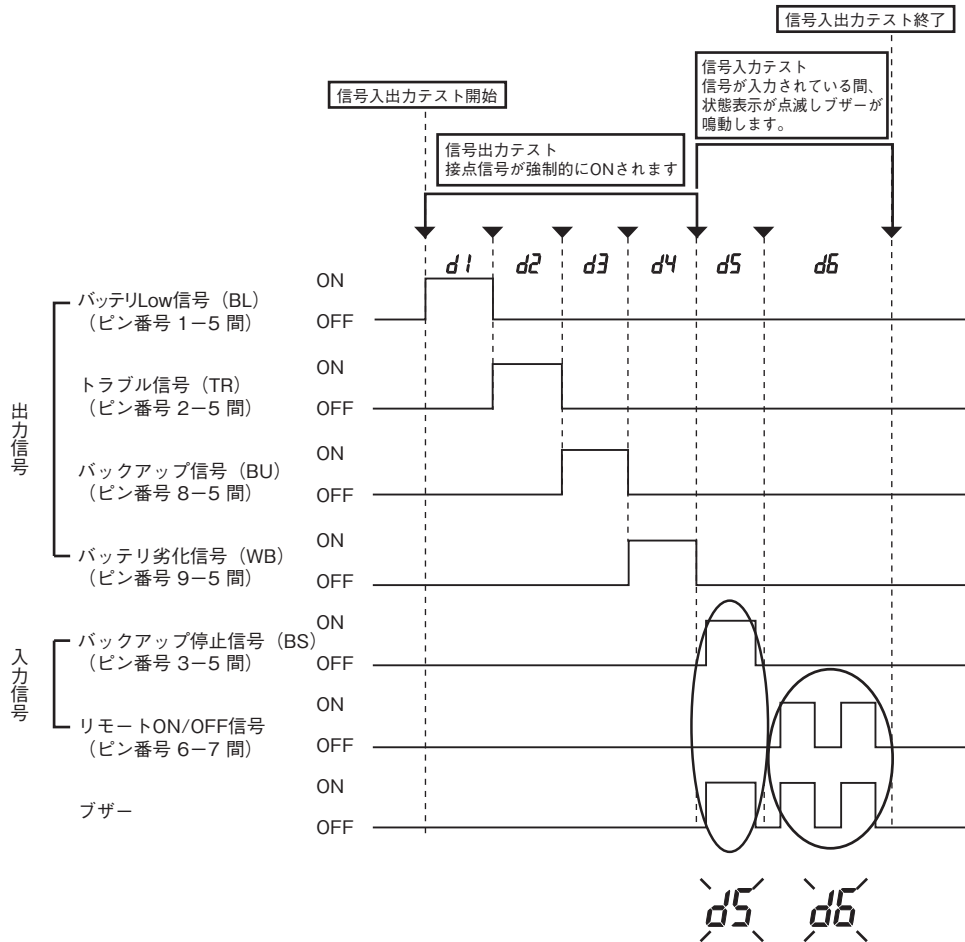 信号入出力テスト終了
信号入力テスト
信号が入力されている間、
状態表示が点滅しブザーが
鳴動します。
信号入出力テスト開始
信号出力テスト
接点信号が強制的にONされます
d1 d2 d3 d4 d5 d6
出力信号
バッテリLow信号（BL）
（ピン番号 1－5 間）
ON
OFF
トラブル信号（TR）
（ピン番号 2－5 間）
ON
OFF
バックアップ信号（BU）
（ピン番号 8－5 間）
ON
OFF
バッテリ劣化信号（WB）
（ピン番号 9－5 間）
ON
OFF
入力信号
バックアップ停止信号（BS）
（ピン番号 3－5 間）
ON
OFF
リモートON/OFF信号
（ピン番号 6－7 間）
ON
OFF
ブザー
ON
OFF
d5 d6